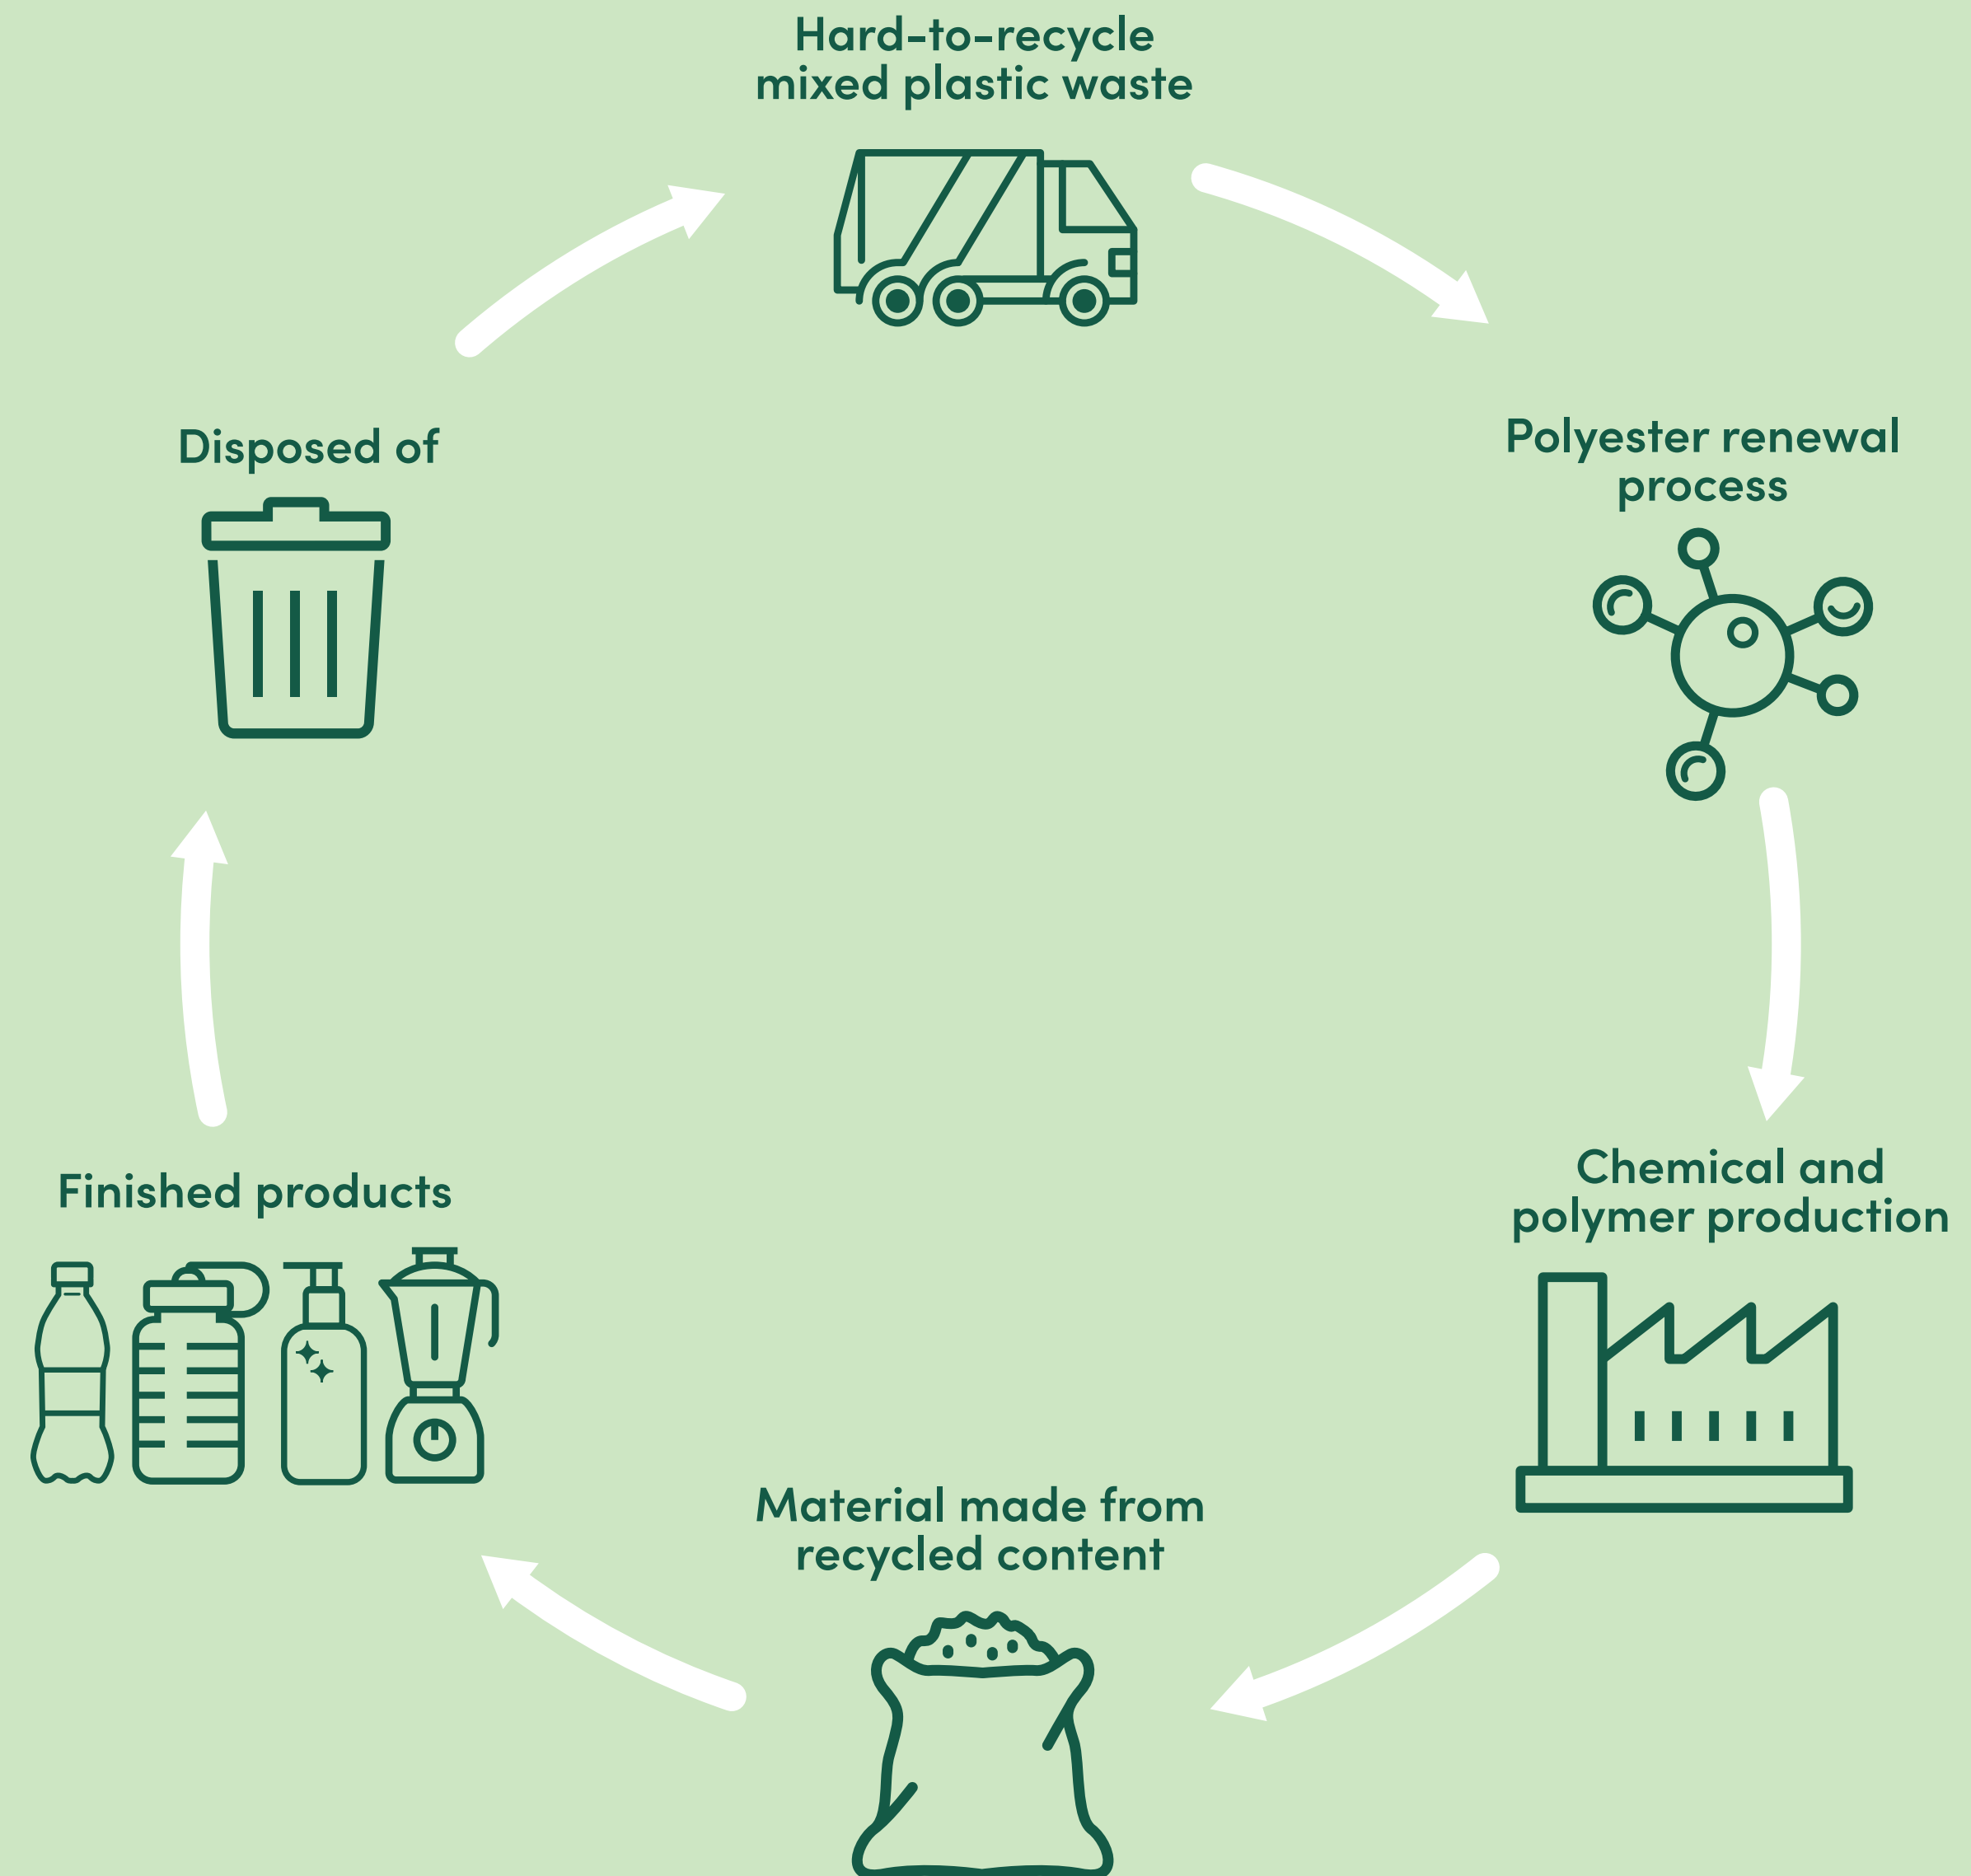 Hard-to-recycle
mixed plastic waste
Disposed of
Polyester renewal
process
Chemical and
polymer production
Finished products
Material made from
recycled content